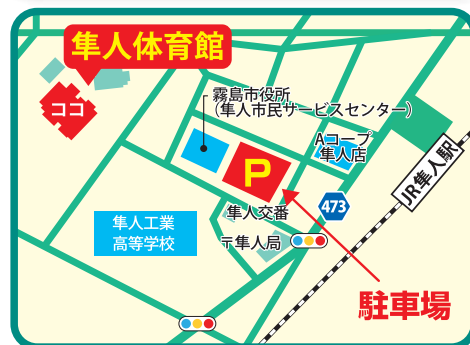 隼人体育館
ココ
霧島市役所
(隼人市民サービスセンター)
Aコープ
隼人店
P
JR隼人駅
473
隼人交番
隼人工業
高等学校
〒隼人局
駐車場